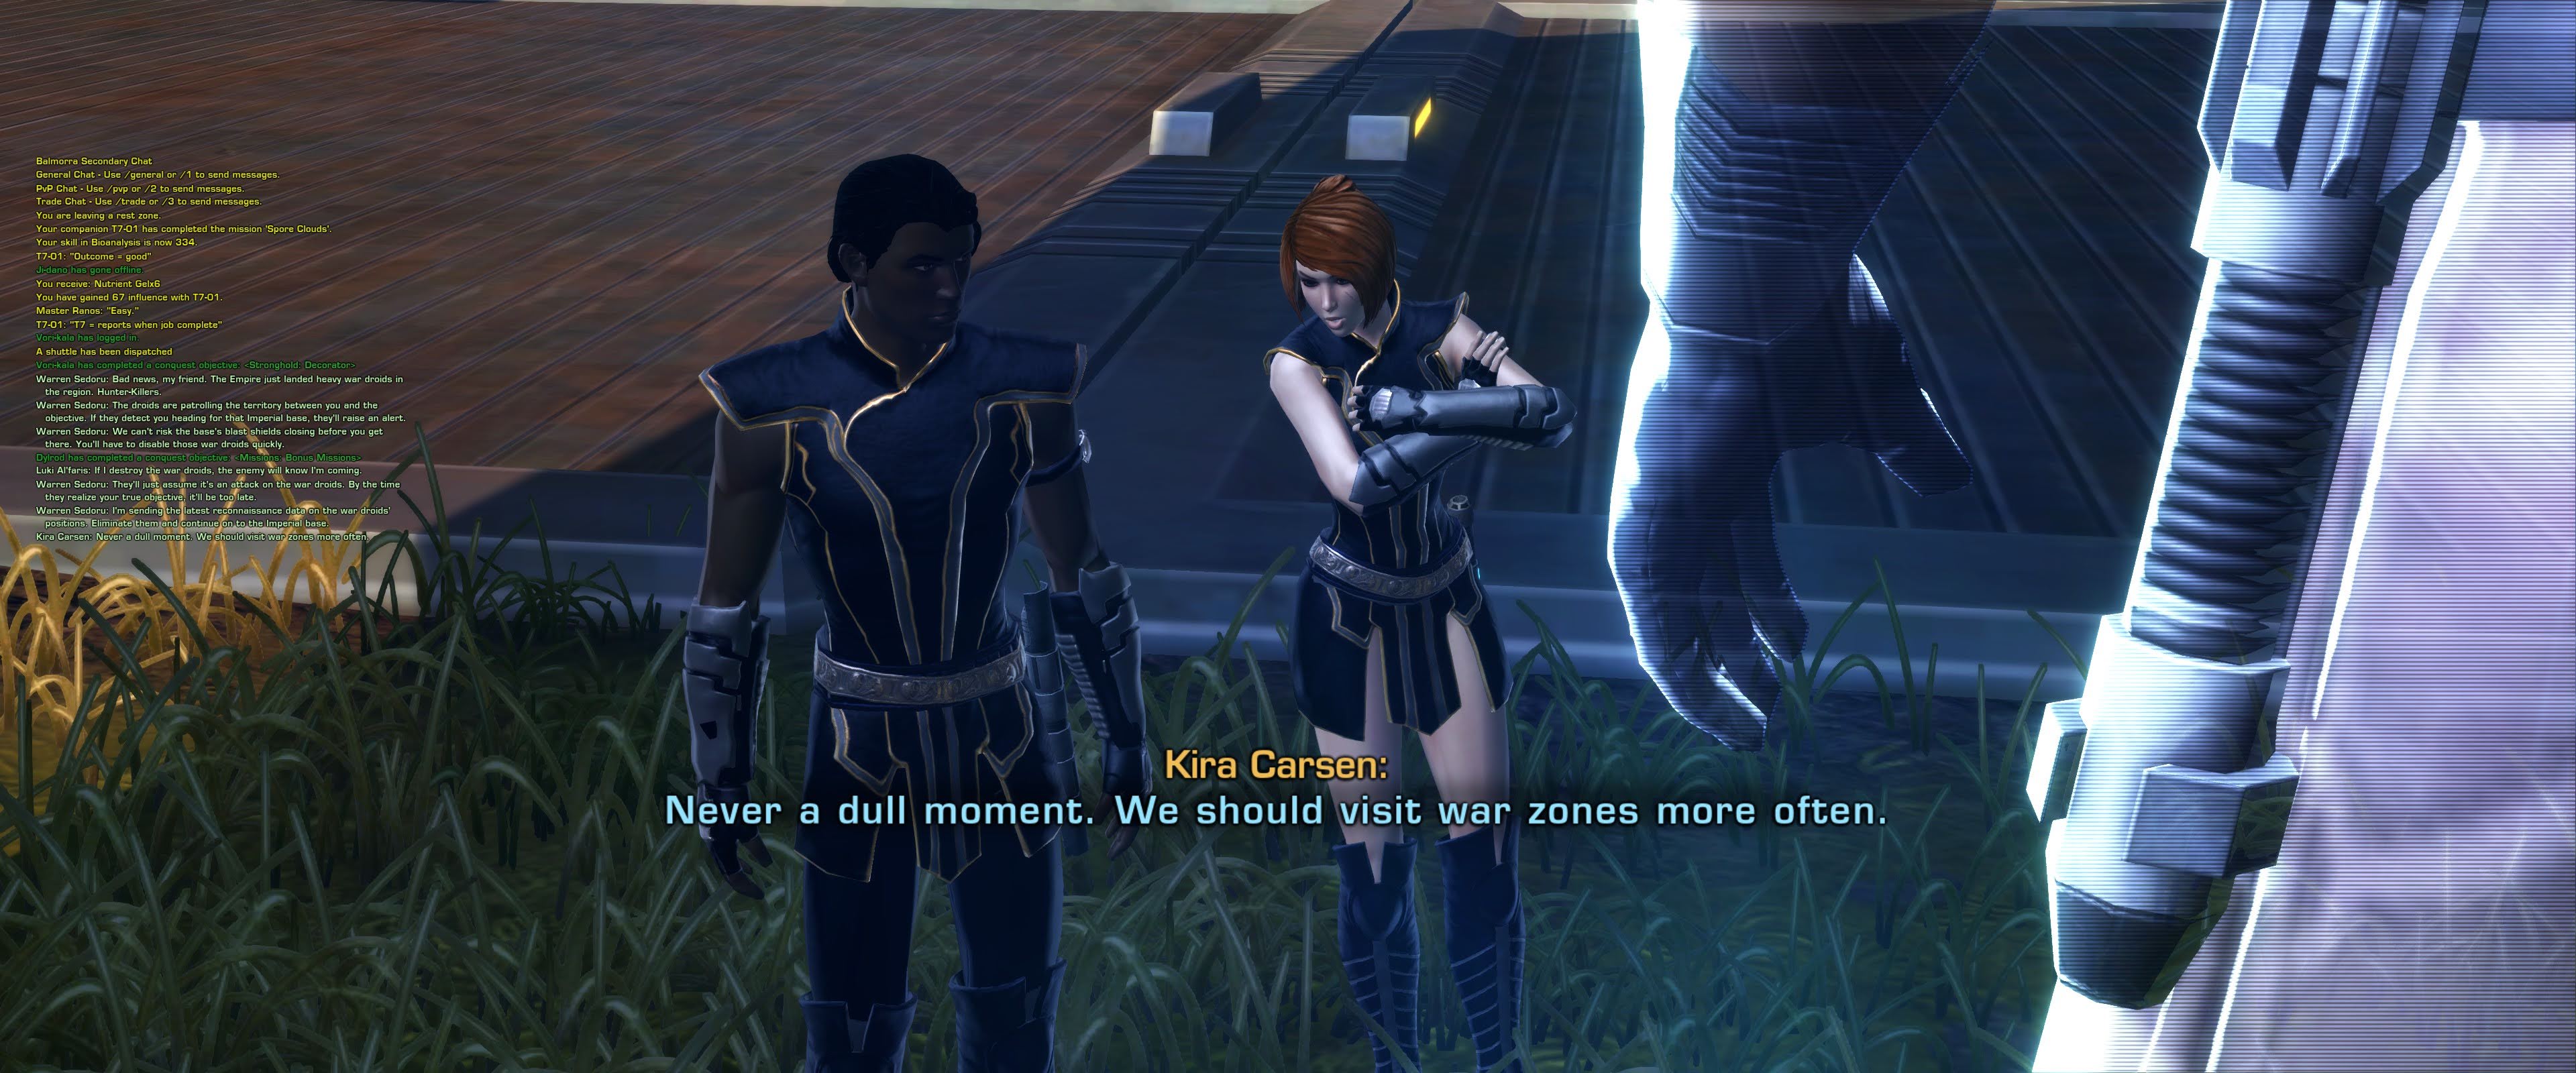 Balmorra Secondary Chat
General Chat - Use /general or /1 to send messages.
PvP Chat - Use /pvp or /2 to send messages.
Trade Chat - Use /trade or /3 to send messages.
You are leaving a rest zone.
Your companion T7-O1 has completed the mission 'Spore Clouds'.
Your skill in Bioanalysis is now 334.
T7-O1: "Outcome = good"
Ji-dano has gone offline.
You receive: Nutrient Gelx6
You have gained 67 influence with T7-O1.
Master Ranos: "Easy."
T7-O1: "T7 = reports when job complete"
Vori-kala has logged in.
A shuttle has been dispatched
Vori-kala has completed a conquest objective: <Stronghold: Decorator>
Warren Sedoru: Bad news, my friend. The Empire just landed heavy war droids in
the region. Hunter-Killers.
Warren Sedoru: The droids are patrolling the territory between you and the
objective. If they detect you heading for that Imperial base, they'll raise an alert.
Warren Sedoru: We can't risk the base's blast shields closing before you get
there. You'll have to disable those war droids quickly.
Dylrod has completed a conquest objective: <Missions: Bonus Missions>
Luki Al'faris: If I destroy the war droids, the enemy will know I'm coming.
Warren Sedoru: They'll just assume it's an attack on the war droids. By the time
they realize your true objective, it'll be too late.
Warren Sedoru: I'm sending the latest reconnaissance data on the war droids'
positions. Eliminate them and continue on to the Imperial base.
Kira Carsen: Never a dull moment. We should visit war zones more often.
Kira Carsen:
Never a dull moment. We should visit war zones more often.